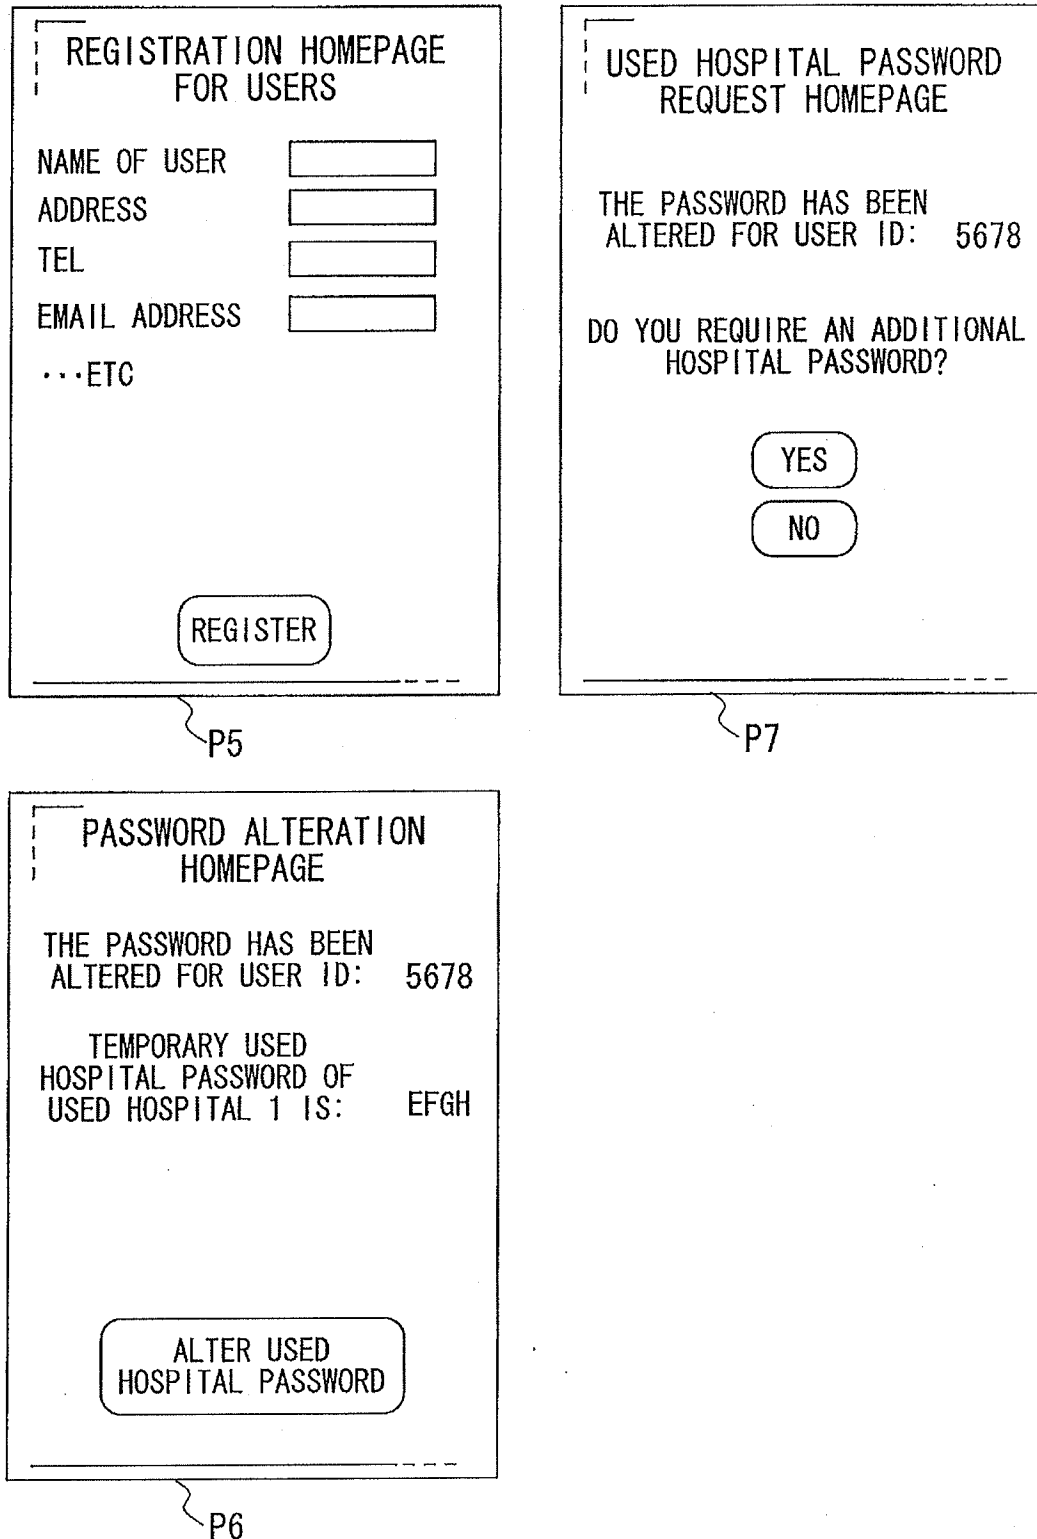 REGISTRATION HOMEPAGE
FOR USERS
NAME OF USER
ADDRESS
TEL
EMAIL ADDRESS
···ETC
REGISTER
P5
USED HOSPITAL PASSWORD
REQUEST HOMEPAGE
THE PASSWORD HAS BEEN
ALTERED FOR USER ID: 5678
DO YOU REQUIRE AN ADDITIONAL
HOSPITAL PASSWORD?
YES
NO
P7
PASSWORD ALTERATION
HOMEPAGE
THE PASSWORD HAS BEEN
ALTERED FOR USER ID: 5678
TEMPORARY USED
HOSPITAL PASSWORD OF
USED HOSPITAL 1 IS: EFGH
ALTER USED
HOSPITAL PASSWORD
P6